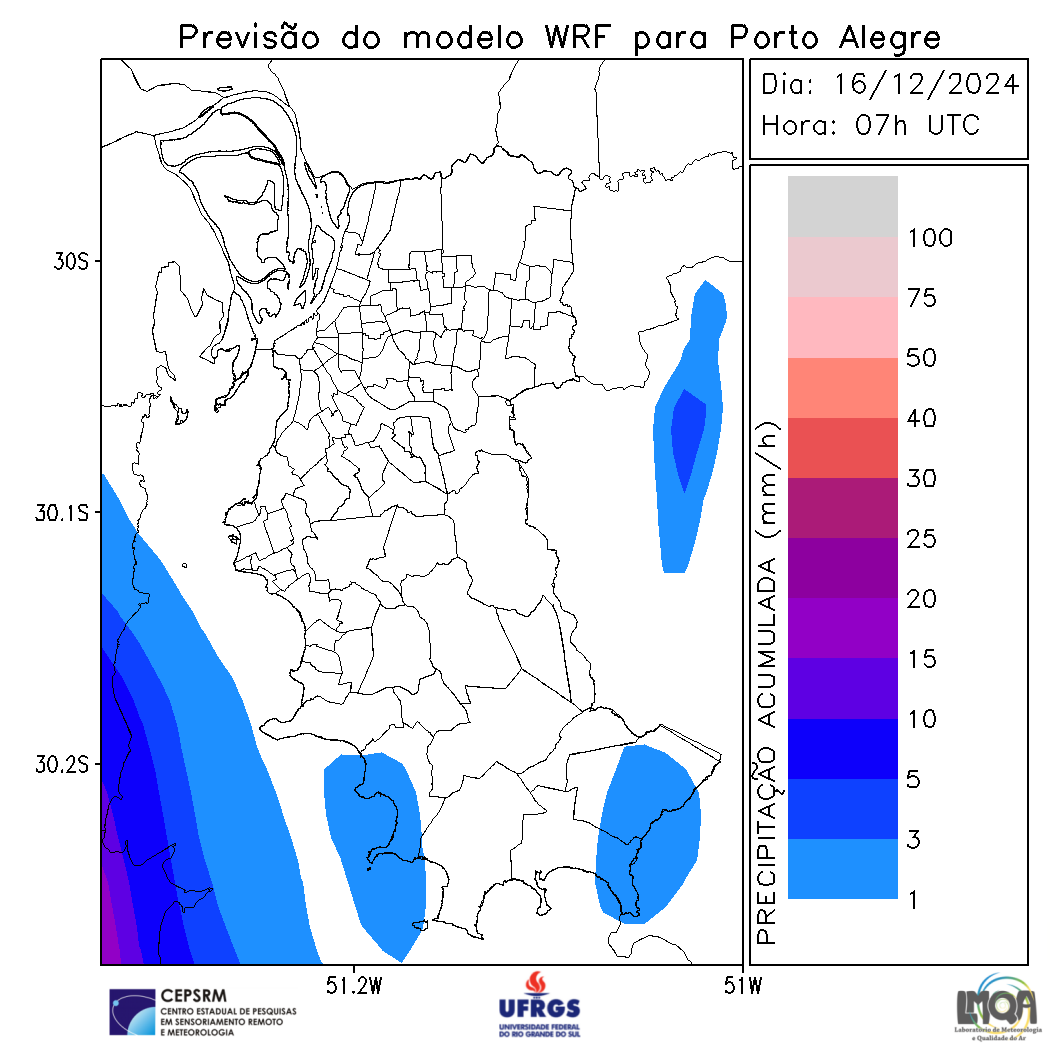 Previsão do modelo WRF para Porto Alegre
Dia: 16/12/2024
Hora: 07h UTC
30S
30.1S
30.2S
51.2W
51W
PRECIPITAÇÃO ACUMULADA (mm/h)
100
75
50
40
30
25
20
15
10
5
3
1
CEPSRM
CENTRO ESTADUAL DE PESQUISAS
EM SENSORIAMENTO REMOTO
E METEOROLOGIA
UFRGS
UNIVERSIDADE FEDERAL
DO RIO GRANDE DO SUL
LMQA
Laboratório de Meteorologia
e Qualidade do Ar